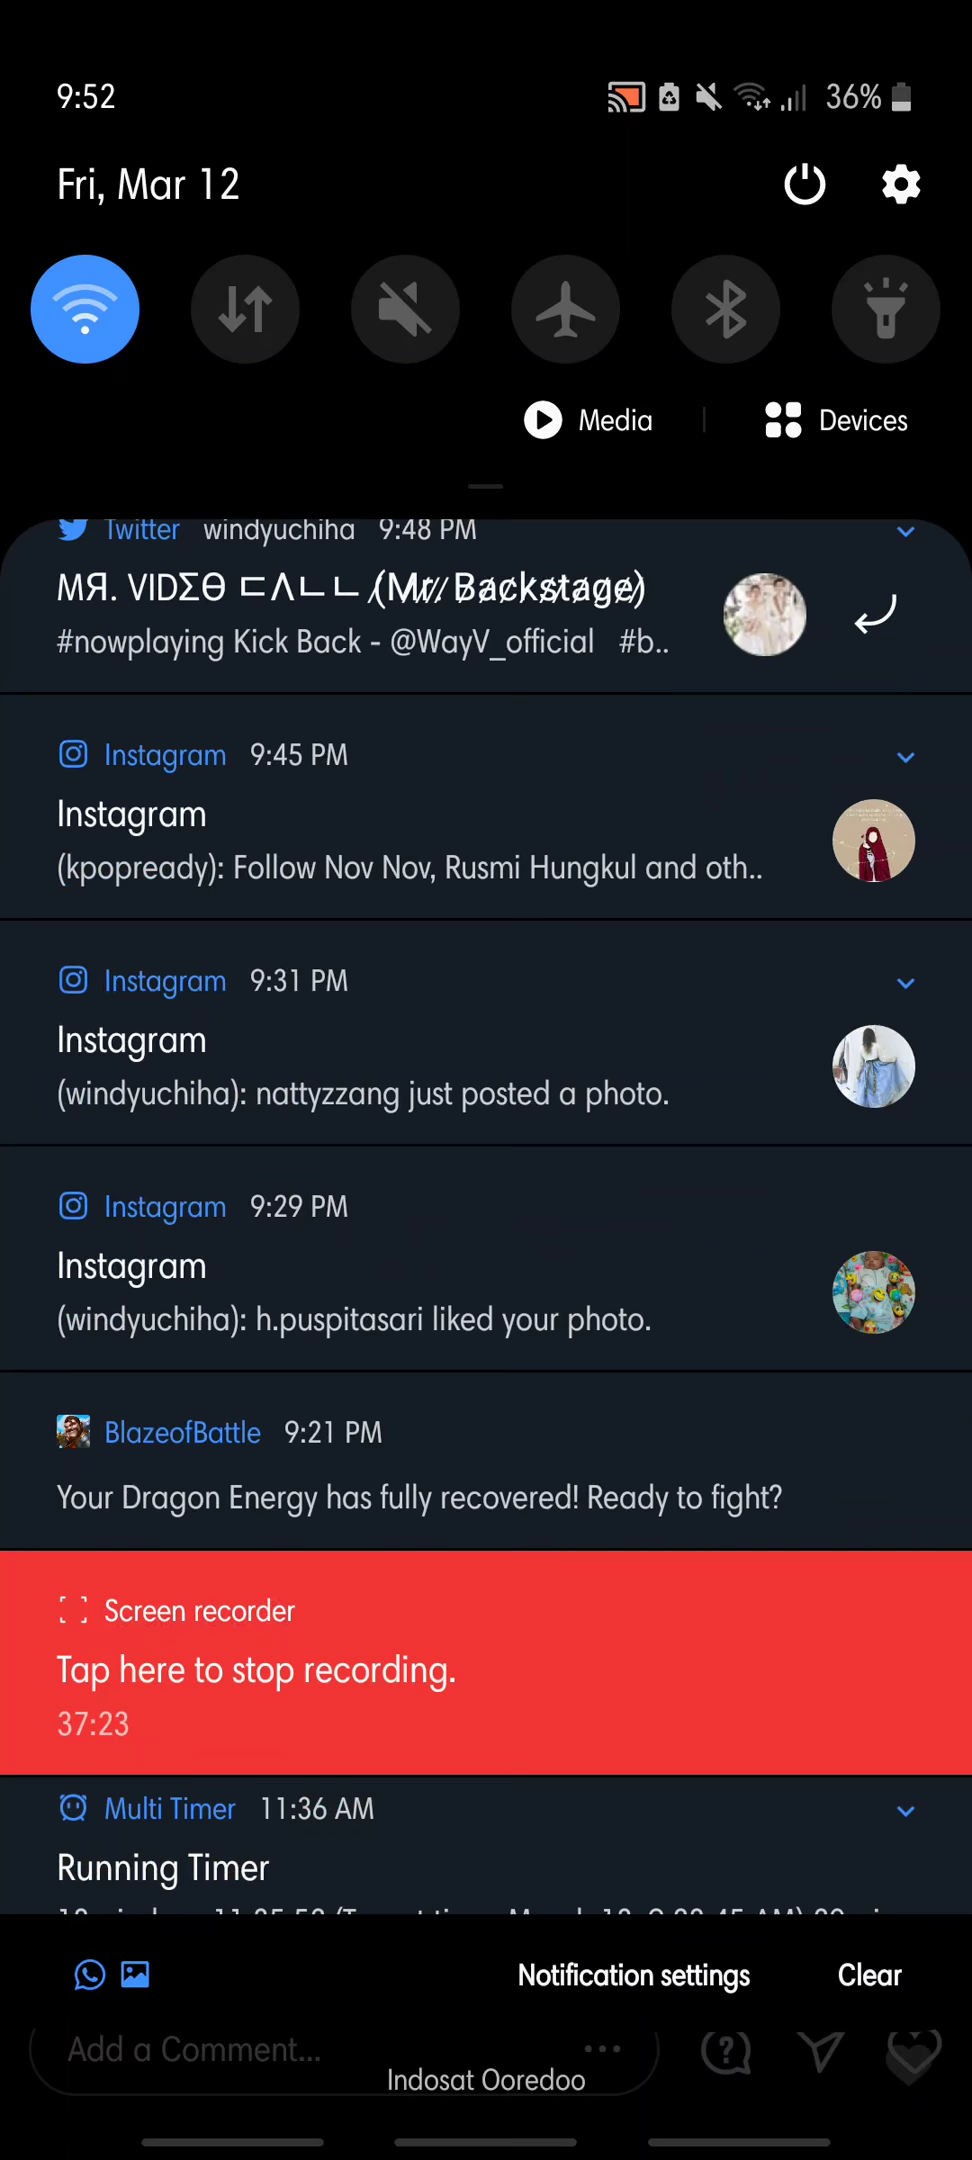 9:52
36%
Fri, Mar 12
Media
Devices
Twitter windyuchiha 9:48 PM
MЯ. VIDΣӨ ㄷΛㄴㄴ (Mr. Backstage)
#nowplaying Kick Back - @WayV_official #b..
Instagram 9:45 PM
Instagram
(kpopready): Follow Nov Nov, Rusmi Hungkul and oth..
Instagram 9:31 PM
Instagram
(windyuchiha): nattyzzang just posted a photo.
Instagram 9:29 PM
Instagram
(windyuchiha): h.puspitasari liked your photo.
BlazeofBattle 9:21 PM
Your Dragon Energy has fully recovered! Ready to fight?
Screen recorder
Tap here to stop recording.
37:23
Multi Timer 11:36 AM
Running Timer
Notification settings
Clear
Add a Comment...
Indosat Ooredoo